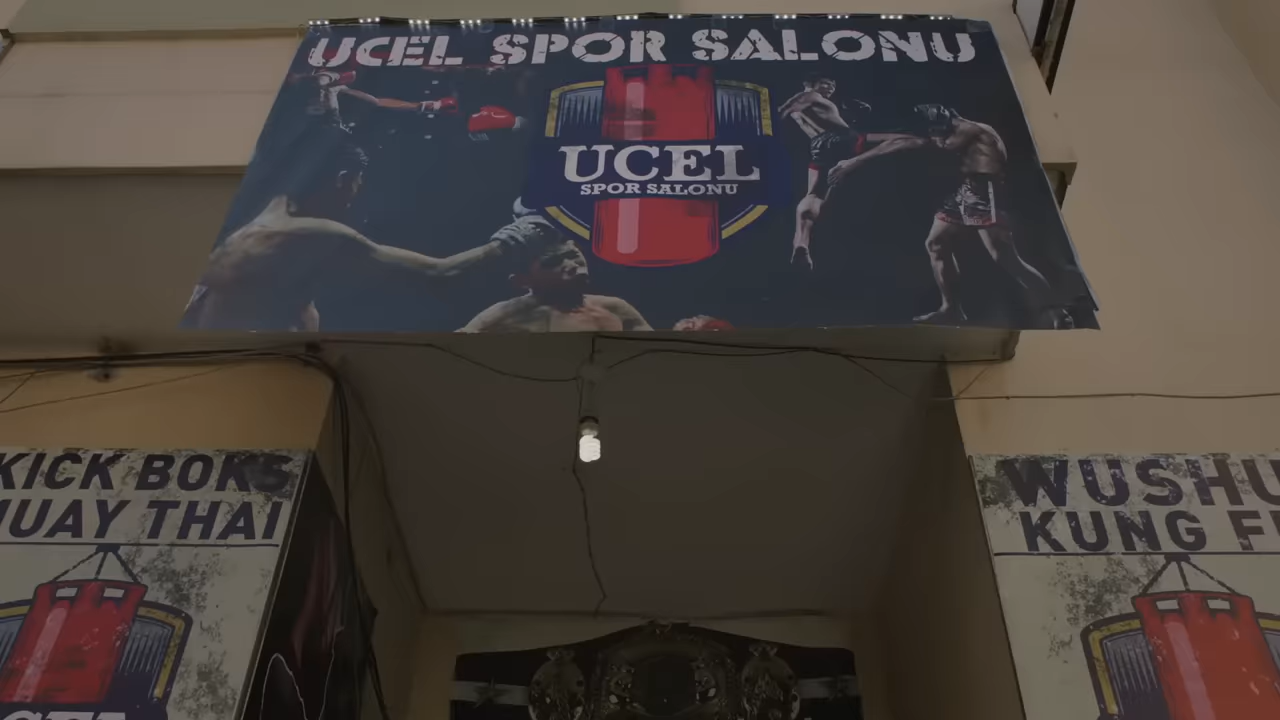 UCEL SPOR SALONU
UCEL
SPOR SALONU
KICK BOKS
MUAY THAI
WUSHU
KUNG F